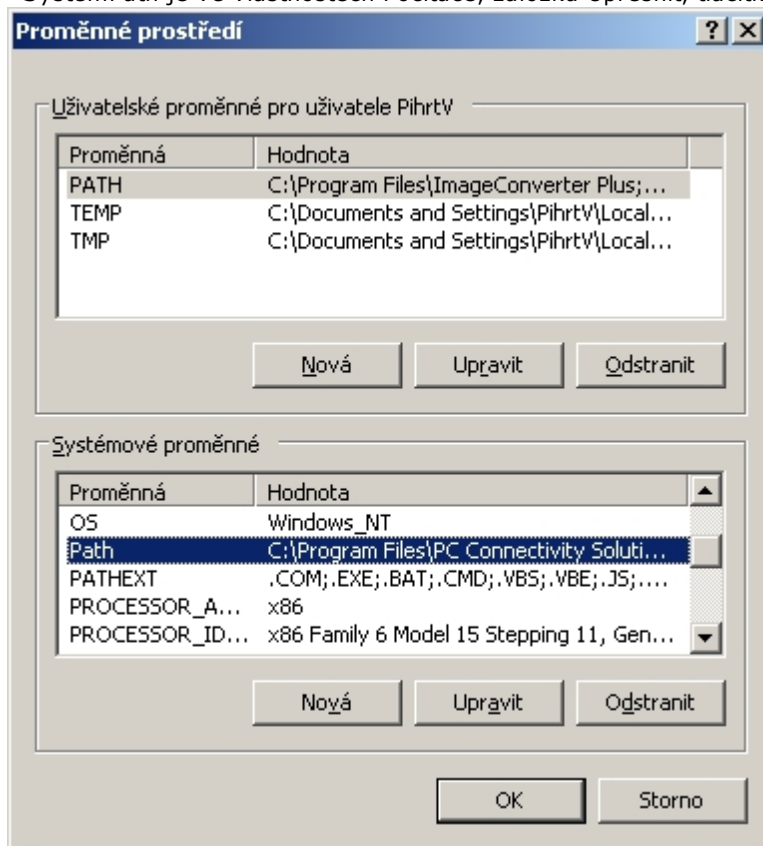 Proměnné prostředí
Uživatelské proměnné pro uživatele PihrtV
Proměnná Hodnota
PATH C:\Program Files\ImageConverter Plus;...
TEMP C:\Documents and Settings\PihrtV\Local...
TMP C:\Documents and Settings\PihrtV\Local...
Nová Upravit Odstranit
Systémové proměnné
Proměnná Hodnota
OS Windows_NT
Path C:\Program Files\PC Connectivity Soluti...
PATHEXT .COM;.EXE;.BAT;.CMD;.VBS;.VBE;.JS;....
PROCESSOR_A... x86
PROCESSOR_ID... x86 Family 6 Model 15 Stepping 11, Gen...
Nová Upravit Odstranit
OK Storno